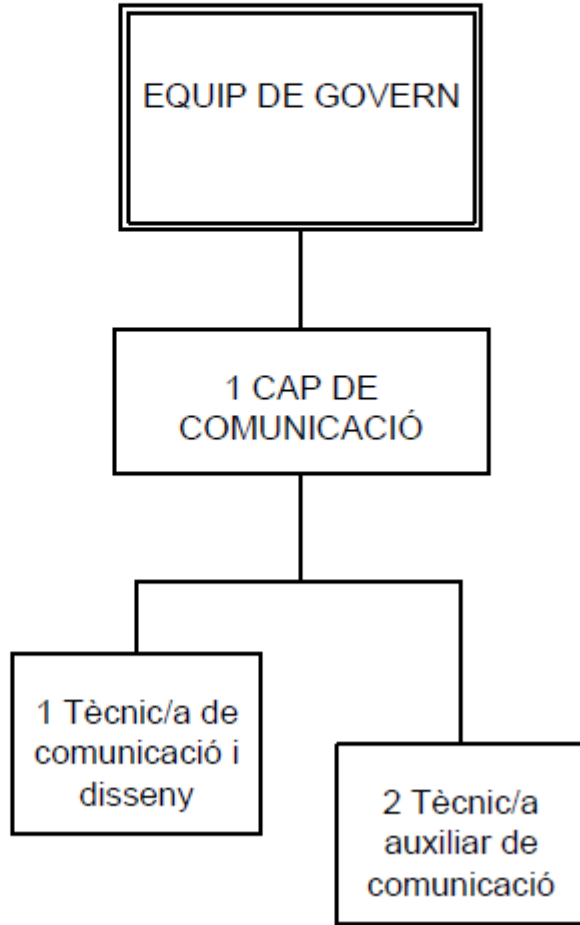 EQUIP DE GOVERN
1 CAP DE
COMUNICACIÓ
1 Tècnic/a de
comunicació i
disseny
2 Tècnic/a
auxiliar de
comunicació